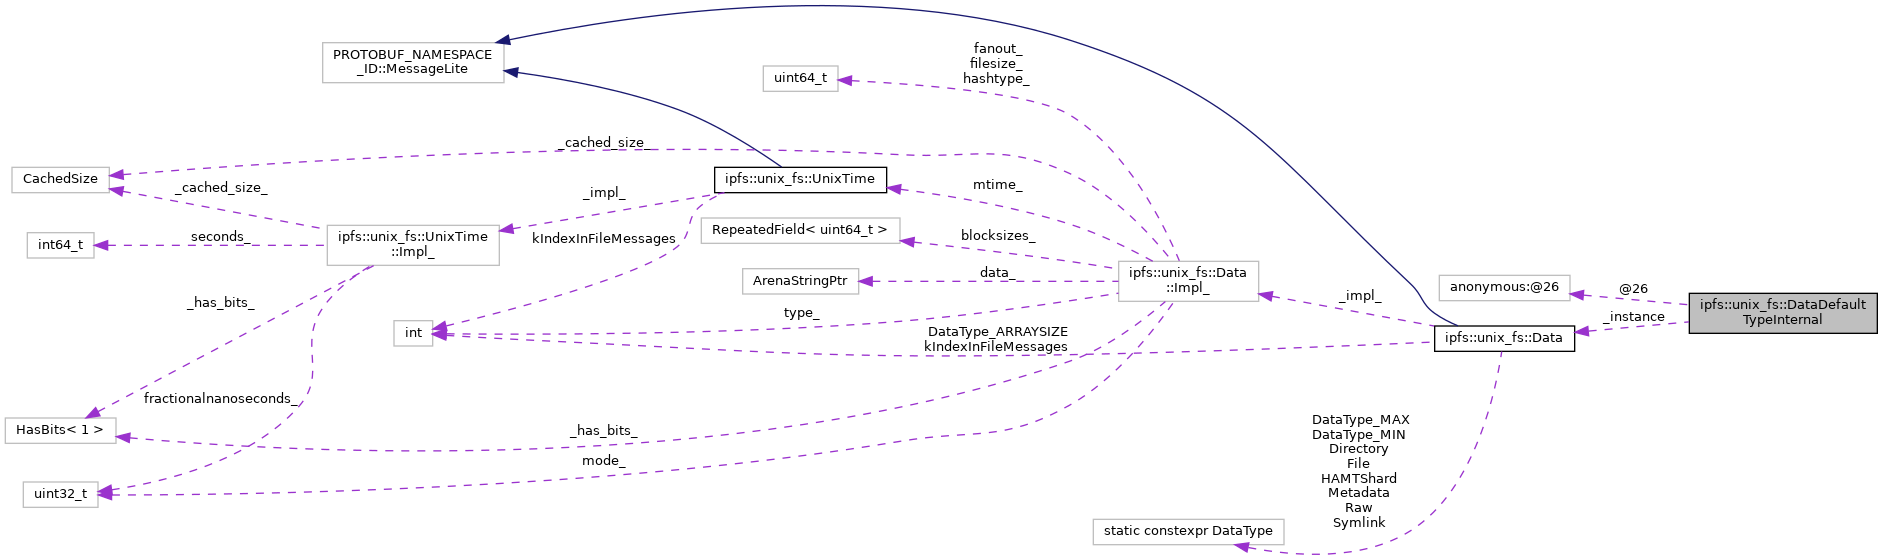 PROTOBUF_NAMESPACE
_ID::MessageLite
fanout_
filesize_
hashtype_
uint64_t
_cached_size_
CachedSize
_cached_size_
ipfs::unix_fs::UnixTime
mtime_
_impl_
int64_t
seconds_
ipfs::unix_fs::UnixTime
::Impl_
kIndexInFileMessages
RepeatedField< uint64_t >
blocksizes_
ArenaStringPtr
data_
ipfs::unix_fs::Data
::Impl_
_impl_
anonymous:@26
@26
ipfs::unix_fs::DataDefault
TypeInternal
_instance
_has_bits_
type_
int
DataType_ARRAYSIZE
kIndexInFileMessages
ipfs::unix_fs::Data
fractionalnanoseconds_
HasBits< 1 >
_has_bits_
mode_
uint32_t
DataType_MAX
DataType_MIN
Directory
File
HAMTShard
Metadata
Raw
Symlink
static constexpr DataType